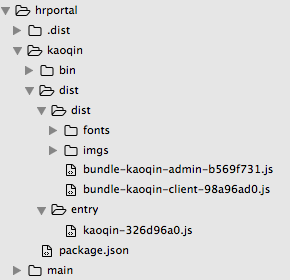 hrportal
.dist
kaoqin
bin
dist
dist
fonts
imgs
bundle-kaoqin-admin-b569f731.js
bundle-kaoqin-client-98a96ad0.js
entry
kaoqin-326d96a0.js
package.json
main